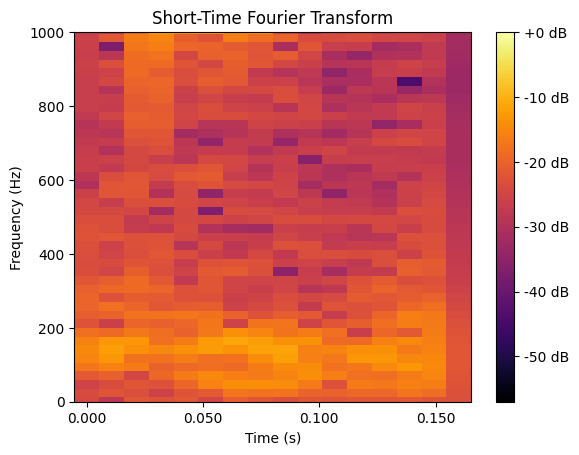 Short-Time Fourier Transform
1000
800
600
400
200
0
Frequency (Hz)
0.000
0.050
0.100
0.150
Time (s)
+0 dB
-10 dB
-20 dB
-30 dB
-40 dB
-50 dB